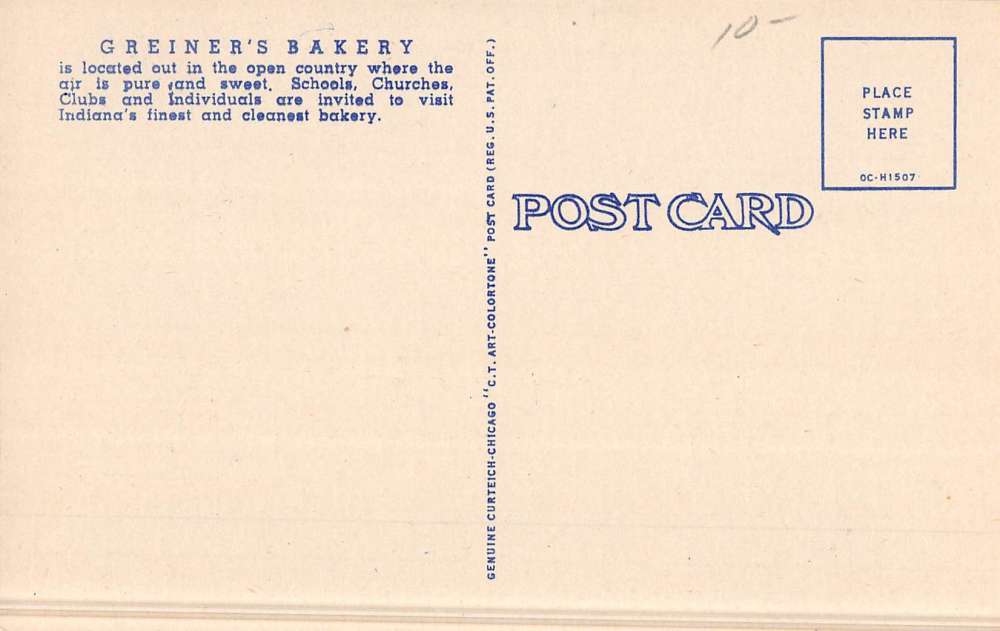 GREINER'S BAKERY
is located out in the open country where the
air is pure and sweet. Schools, Churches,
Clubs and Individuals are invited to visit
Indiana's finest and cleanest bakery.
GENUINE CURTEICH-CHICAGO "C.T. ART-COLORTONE" POST CARD (REG. U.S. PAT. OFF.)
10-
PLACE
STAMP
HERE
OC-H1507
POST CARD